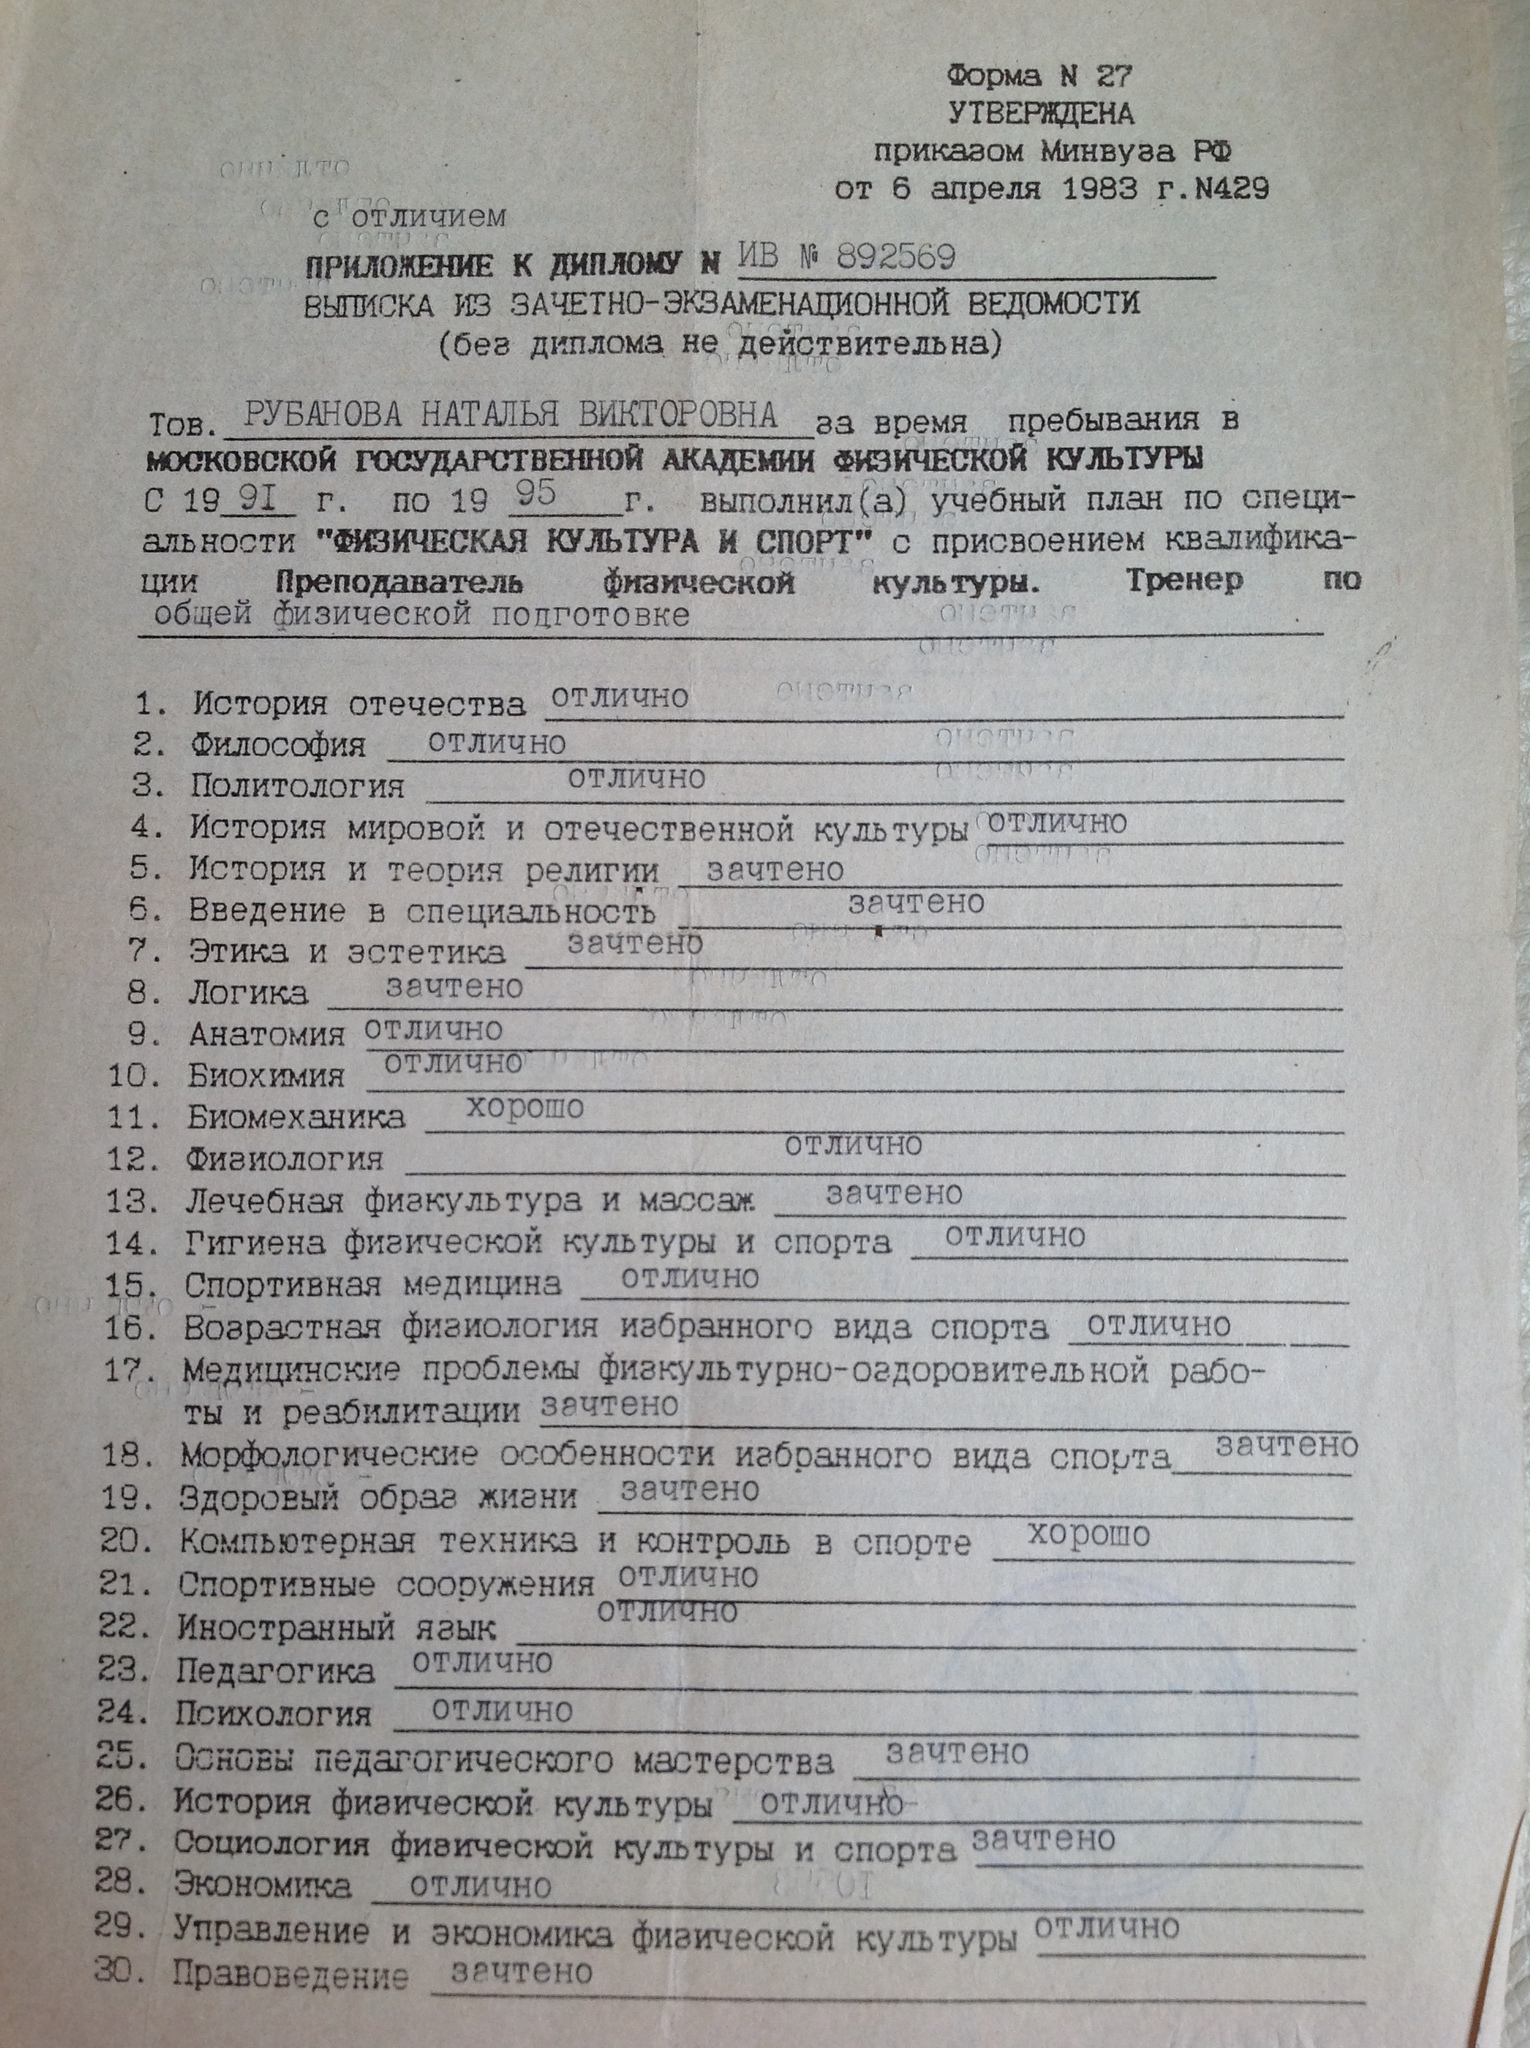 Форма N 27
УТВЕРЖДЕНА
приказом Минвуза РФ
от 6 апреля 1983 г.N429
с отличием
ПРИЛОЖЕНИЕ К ДИПЛОМУ N ИВ № 892569
ВЫПИСКА ИЗ ЗАЧЕТНО-ЭКЗАМЕНАЦИОННОЙ ВЕДОМОСТИ
(без диплома не действительна)
Тов. РУБАНОВА НАТАЛЬЯ ВИКТОРОВНА за время пребывания в
МОСКОВСКОЙ ГОСУДАРСТВЕННОЙ АКАДЕМИИ ФИЗИЧЕСКОЙ КУЛЬТУРЫ
С 19 9I г. по 19 95 г. выполнил(а) учебный план по специ-
альности "ФИЗИЧЕСКАЯ КУЛЬТУРА И СПОРТ" с присвоением квалифика-
ции Преподаватель физической культуры. Тренер по
общей физической подготовке
1. История отечества отлично
2. Философия отлично
3. Политология отлично
4. История мировой и отечественной культуры отлично
5. История и теория религии зачтено
6. Введение в специальность зачтено
7. Этика и эстетика зачтено
8. Логика зачтено
9. Анатомия отлично
10. Биохимия отлично
11. Биомеханика хорошо
12. Физиология отлично
13. Лечебная физкультура и массаж зачтено
14. Гигиена физической культуры и спорта отлично
15. Спортивная медицина отлично
16. Возрастная физиология избранного вида спорта отлично
17. Медицинские проблемы физкультурно-оздоровительной рабо-
ты и реабилитации зачтено
18. Морфологические особенности избранного вида спорта зачтено
19. Здоровый образ жизни зачтено
20. Компьютерная техника и контроль в спорте хорошо
21. Спортивные сооружения отлично
22. Иностранный язык отлично
23. Педагогика отлично
24. Психология отлично
25. Основы педагогического мастерства зачтено
26. История физической культуры отлично
27. Социология физической культуры и спорта зачтено
28. Экономика отлично
29. Управление и экономика физической культуры отлично
30. Правоведение зачтено